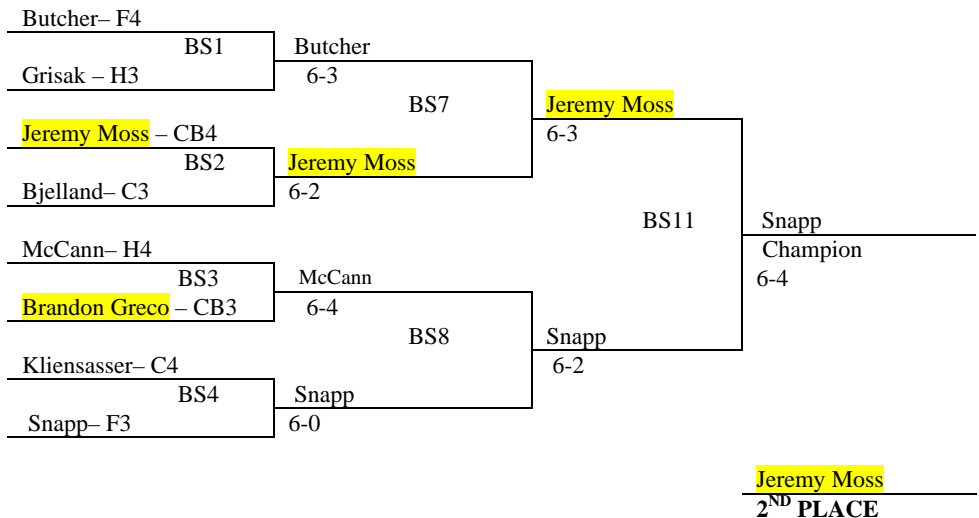 Butcher– F4
BS1
Butcher
Grisak – H3
6-3
BS7
Jeremy Moss
Jeremy Moss – CB4
6-3
BS2
Jeremy Moss
Bjelland– C3
6-2
BS11
Snapp
McCann– H4
Champion
BS3
McCann
6-4
Brandon Greco – CB3
6-4
BS8
Snapp
Kliensasser– C4
6-2
BS4
Snapp
Snapp– F3
6-0
Jeremy Moss
2ND PLACE